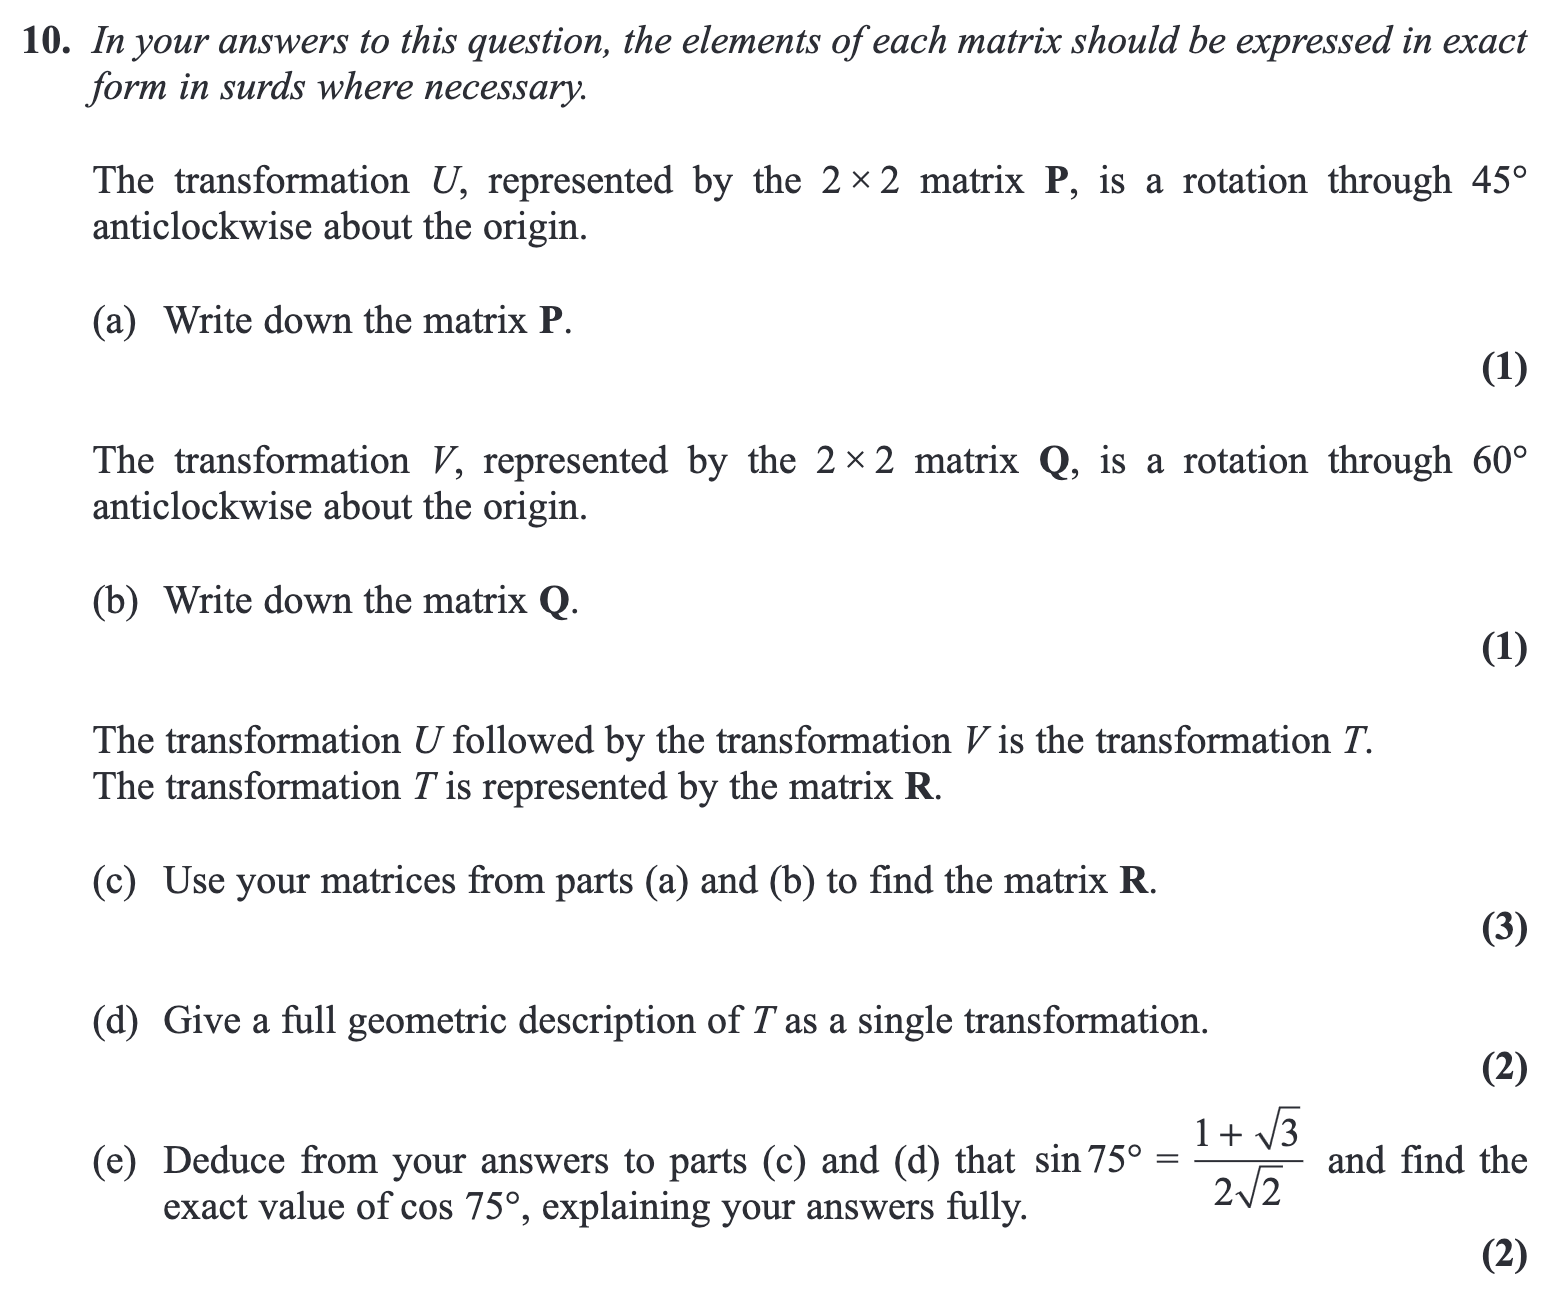 10. In your answers to this question, the elements of each matrix should be expressed in exact
form in surds where necessary.
The transformation U, represented by the 2 × 2 matrix P, is a rotation through 45°
anticlockwise about the origin.
(a) Write down the matrix P.
(1)
The transformation V, represented by the 2 × 2 matrix Q, is a rotation through 60°
anticlockwise about the origin.
(b) Write down the matrix Q.
(1)
The transformation U followed by the transformation V is the transformation T.
The transformation T is represented by the matrix R.
(c) Use your matrices from parts (a) and (b) to find the matrix R.
(3)
(d) Give a full geometric description of T as a single transformation.
(2)
(e) Deduce from your answers to parts (c) and (d) that sin 75° = (1 + √3)/(2√2) and find the
exact value of cos 75°, explaining your answers fully.
(2)